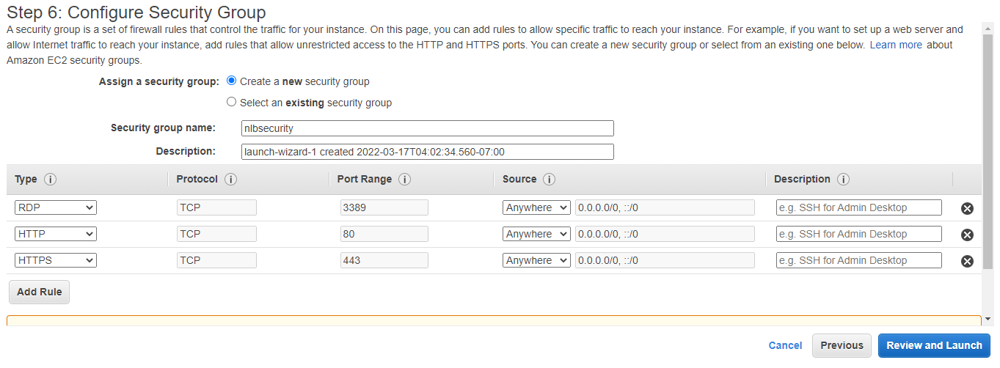 Step 6: Configure Security Group
A security group is a set of firewall rules that control the traffic for your instance. On this page, you can add rules to allow specific traffic to reach your instance. For example, if you want to set up a web server and
allow Internet traffic to reach your instance, add rules that allow unrestricted access to the HTTP and HTTPS ports. You can create a new security group or select from an existing one below. Learn more about
Amazon EC2 security groups.
Assign a security group: Create a new security group
Select an existing security group
Security group name: nlbsecurity
Description: launch-wizard-1 created 2022-03-17T04:02:34.560-07:00
Type i Protocol i Port Range i Source i Description i
RDP TCP 3389 Anywhere 0.0.0.0/0, ::/0 e.g. SSH for Admin Desktop
HTTP TCP 80 Anywhere 0.0.0.0/0, ::/0 e.g. SSH for Admin Desktop
HTTPS TCP 443 Anywhere 0.0.0.0/0, ::/0 e.g. SSH for Admin Desktop
Add Rule
Cancel Previous Review and Launch